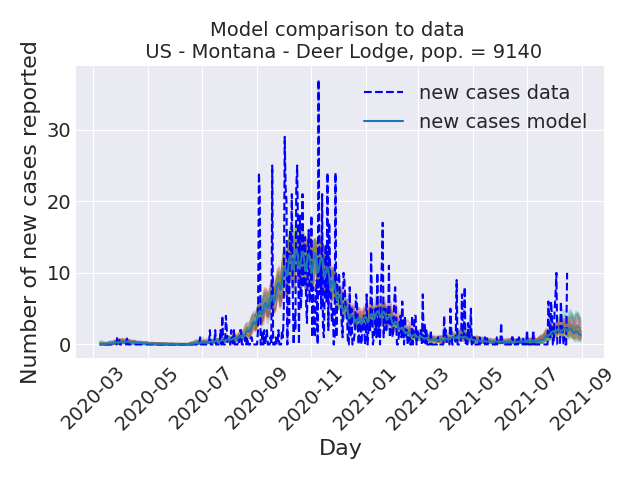 Model comparison to data
US - Montana - Deer Lodge, pop. = 9140
Number of new cases reported
new cases data
new cases model
30
20
10
0
2020-03
2020-05
2020-07
2020-09
2020-11
2021-01
2021-03
2021-05
2021-07
2021-09
Day